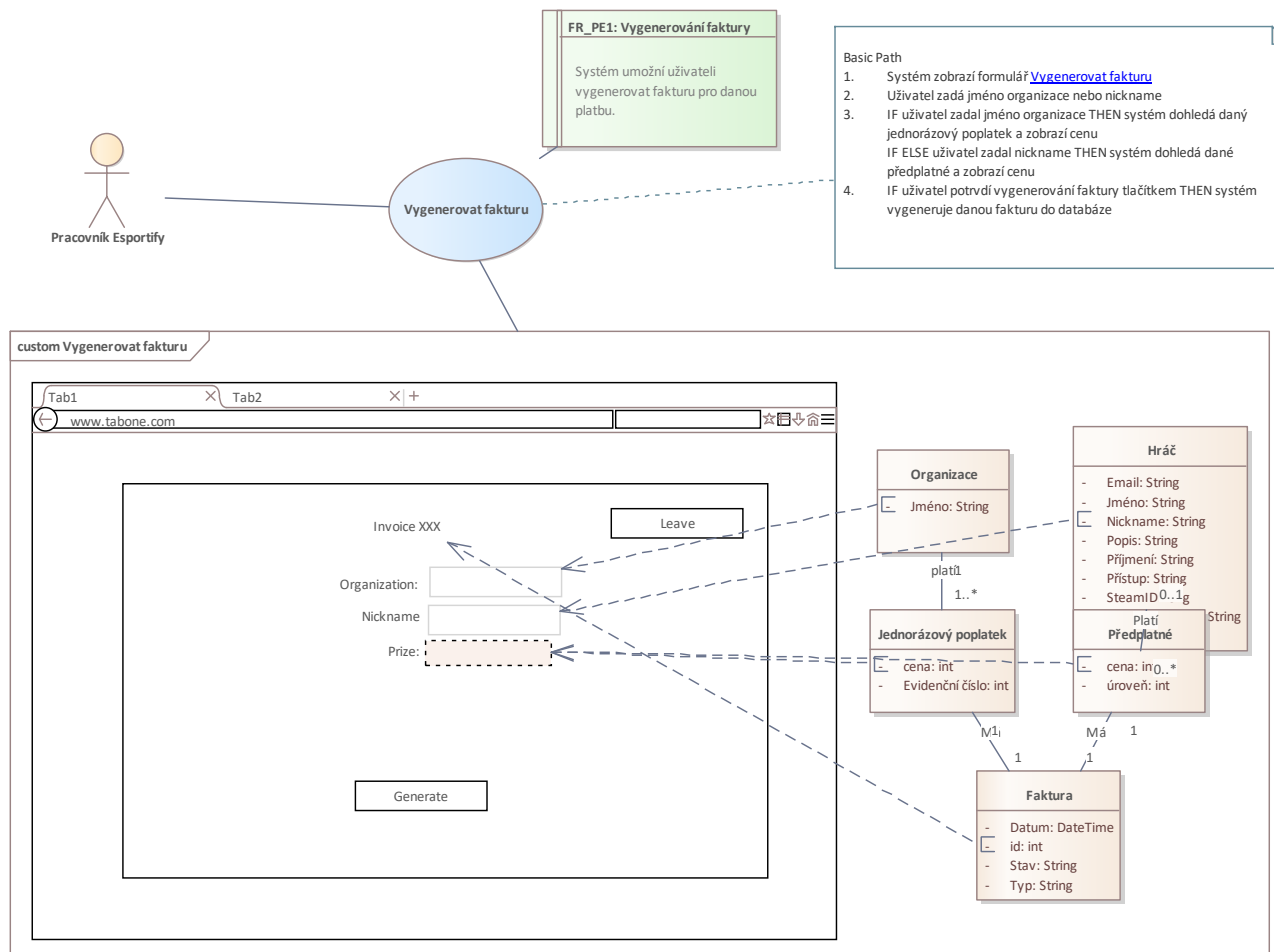 FR_PE1: Vygenerování faktury
Systém umožní uživateli
vygenerovat fakturu pro danou
platbu.
Basic Path
1. Systém zobrazí formulář Vygenerovat fakturu
2. Uživatel zadá jméno organizace nebo nickname
3. IF uživatel zadal jméno organizace THEN systém dohledá daný
jednorázový poplatek a zobrazí cenu
IF ELSE uživatel zadal nickname THEN systém dohledá dané
předplatné a zobrazí cenu
4. IF uživatel potrvdí vygenerování faktury tlačítkem THEN systém
vygeneruje danou fakturu do databáze
Vygenerovat fakturu
Pracovník Esportify
custom Vygenerovat fakturu
Tab1
Tab2
www.tabone.com
Invoice XXX
Leave
Organization:
Nickname
Prize:
Generate
Organizace
- Jméno: String
platí
1
1..*
Hráč
- Email: String
- Jméno: String
- Nickname: String
- Popis: String
- Příjmení: String
- Přístup: String
- SteamID
0..1
String
Platí
Jednorázový poplatek
- cena: int
- Evidenční číslo: int
Předplatné
- cena: int
0..*
- úroveň: int
1
1
Má
1
1
Faktura
- Datum: DateTime
- id: int
- Stav: String
- Typ: String